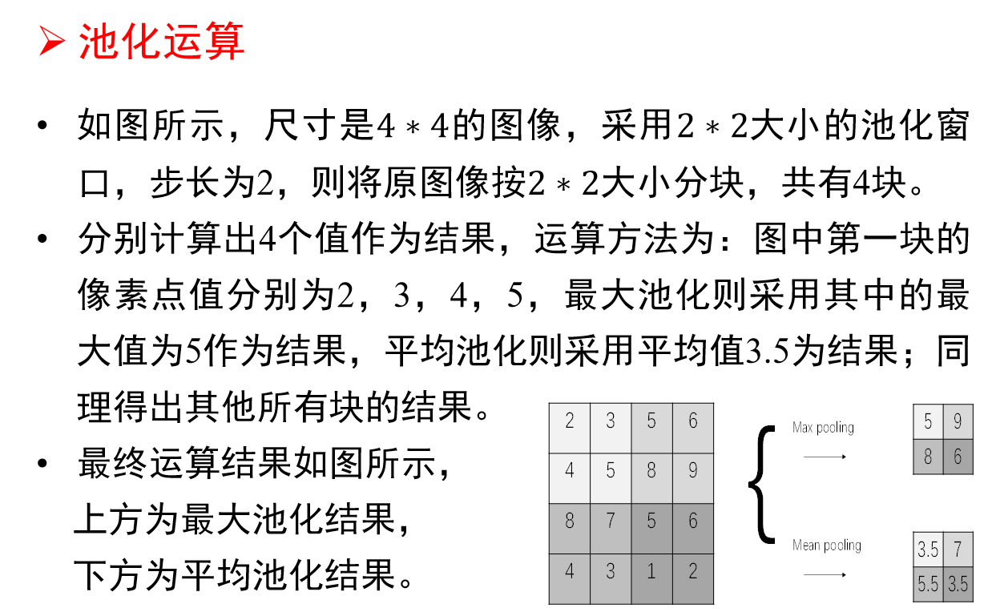 ➢ 池化运算
• 如图所示，尺寸是4 * 4的图像，采用2 * 2大小的池化窗
口，步长为2，则将原图像按2 * 2大小分块，共有4块。
• 分别计算出4个值作为结果，运算方法为：图中第一块的
像素点值分别为2，3，4，5，最大池化则采用其中的最
大值为5作为结果，平均池化则采用平均值3.5为结果；同
理得出其他所有块的结果。
• 最终运算结果如图所示，
上方为最大池化结果，
下方为平均池化结果。
2 3 5 6
4 5 8 9
8 7 5 6
4 3 1 2
Max pooling
5 9
8 6
Mean pooling
3.5 7
5.5 3.5